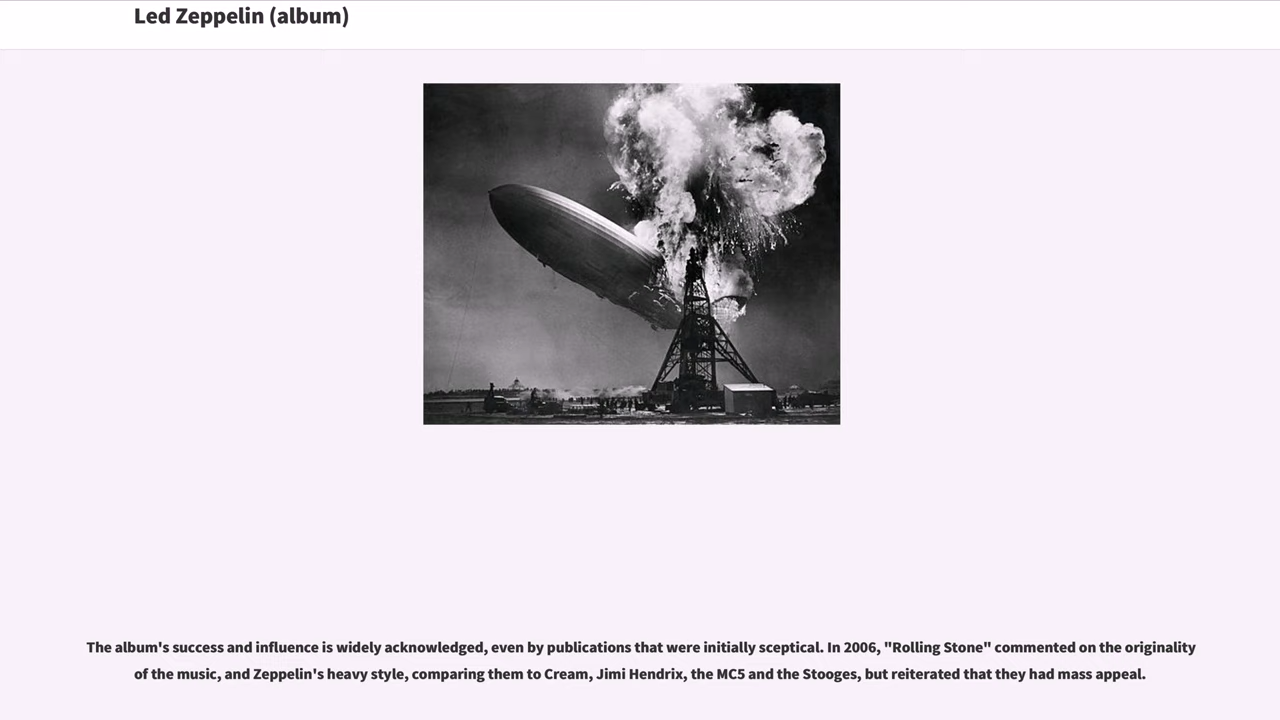 Led Zeppelin (album)
The album's success and influence is widely acknowledged, even by publications that were initially sceptical. In 2006, "Rolling Stone" commented on the originality
of the music, and Zeppelin's heavy style, comparing them to Cream, Jimi Hendrix, the MC5 and the Stooges, but reiterated that they had mass appeal.